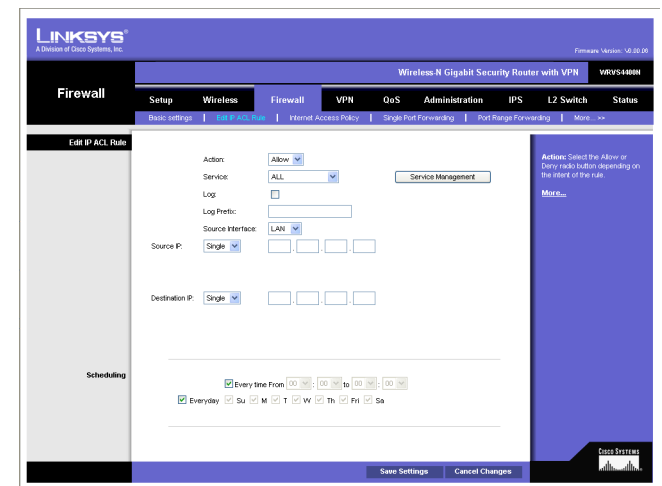 LINKSYS®
A Division of Cisco Systems, Inc.
Firmware Version: V0.00.06
Wireless-N Gigabit Security Router with VPN WRVS4400N
Firewall
Setup Wireless Firewall VPN QoS Administration IPS L2 Switch Status
Basic settings | Edit IP ACL Rule | Internet Access Policy | Single Port Forwarding | Port Range Forwarding | More...>>
Edit IP ACL Rule
Action: Allow
Service: ALL Service Management
Log:
Log Prefix:
Source Interface: LAN
Source IP: Single . . .
Destination IP: Single . . .
Action: Select the Allow or
Deny radio button depending on
the intent of the rule.
More...
Scheduling
Every time From 00 : 00 to 00 : 00
Everyday Su M T W Th Fri Sa
Save Settings Cancel Changes
CISCO SYSTEMS